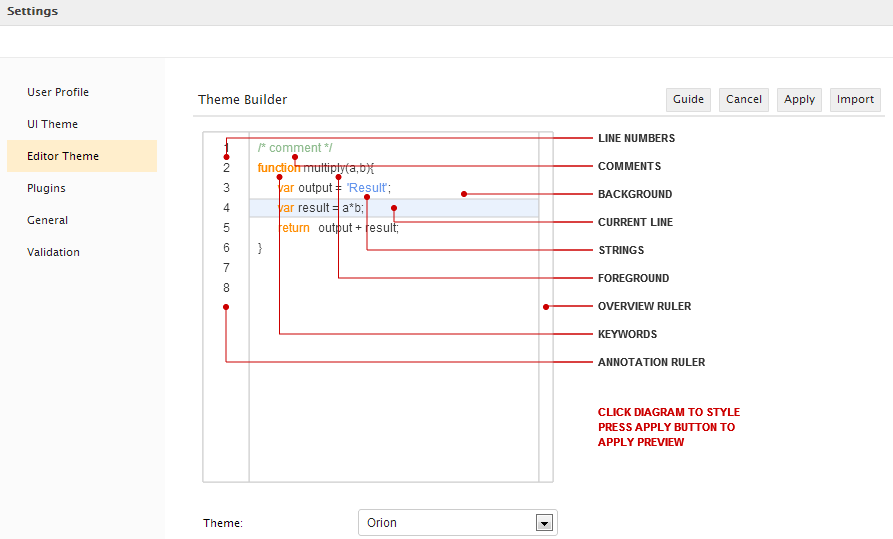 Settings
User Profile
UI Theme
Editor Theme
Plugins
General
Validation
Theme Builder
Guide
Cancel
Apply
Import
1 /* comment */
2 function multiply(a,b){
3 var output = 'Result';
4 var result = a*b;
5 return output + result;
6 }
7
8
LINE NUMBERS
COMMENTS
BACKGROUND
CURRENT LINE
STRINGS
FOREGROUND
OVERVIEW RULER
KEYWORDS
ANNOTATION RULER
CLICK DIAGRAM TO STYLE
PRESS APPLY BUTTON TO
APPLY PREVIEW
Theme: Orion